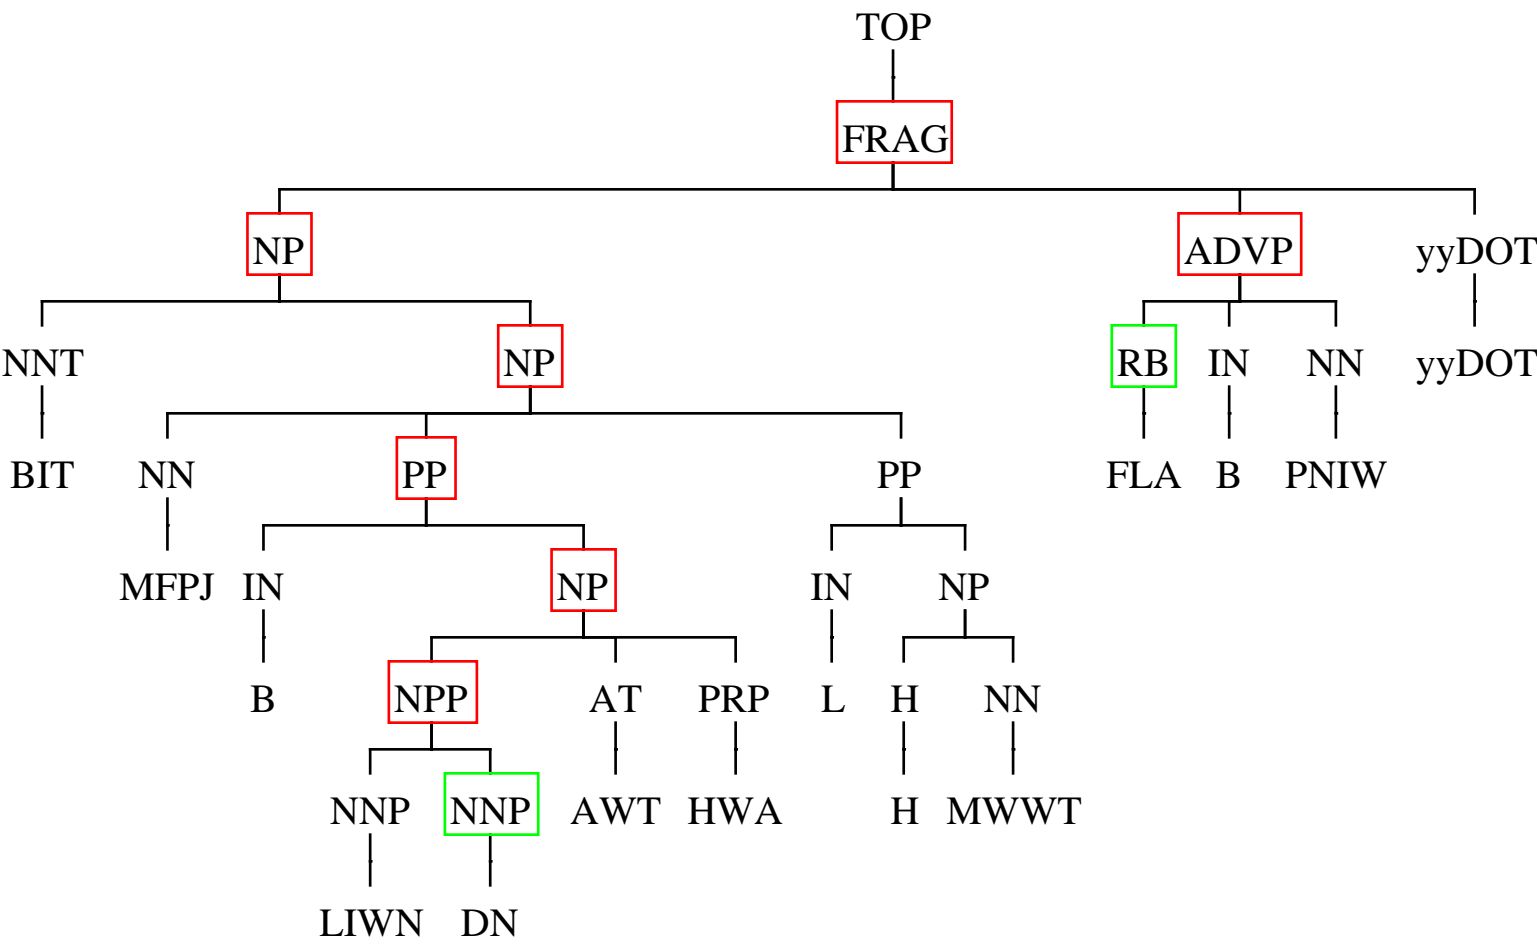 TOP
FRAG
NP ADVP yyDOT
NNT NP RB IN NN yyDOT
BIT NN PP PP FLA B PNIW
MFPJ IN NP IN NP
B NPP AT PRP L H NN
NNP NNP AWT HWA H MWWT
LIWN DN